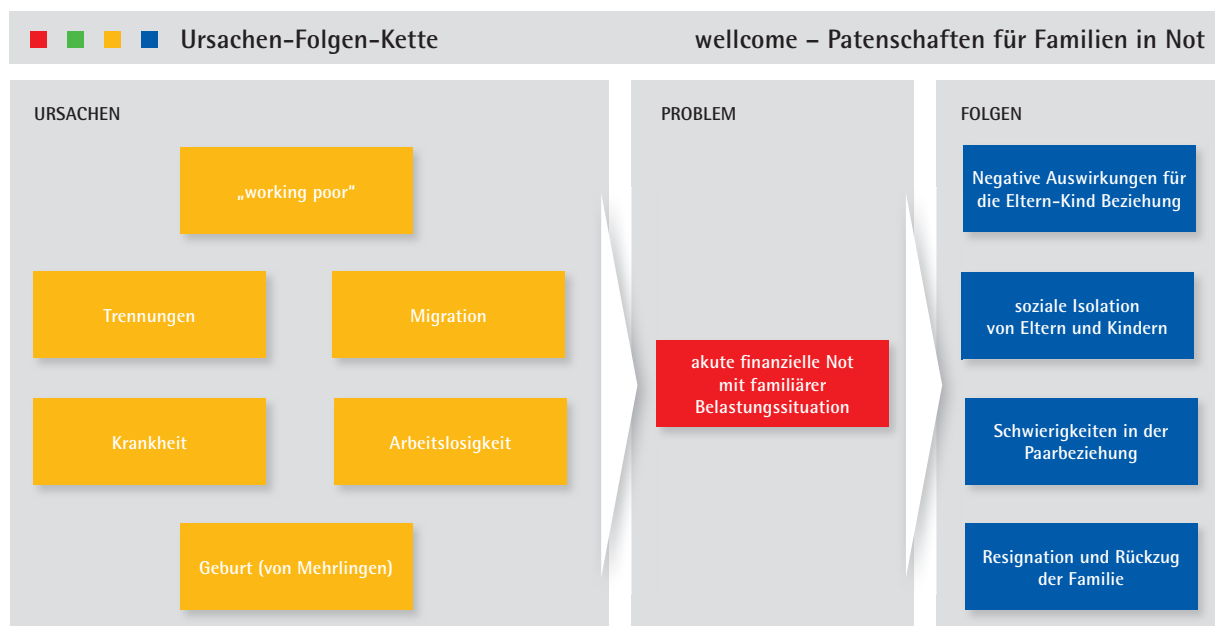 Ursachen-Folgen-Kette
wellcome – Patenschaften für Familien in Not
URSACHEN
„working poor“
Trennungen
Migration
Krankheit
Arbeitslosigkeit
Geburt (von Mehrlingen)
PROBLEM
akute finanzielle Not
mit familiärer
Belastungssituation
FOLGEN
Negative Auswirkungen für
die Eltern-Kind Beziehung
soziale Isolation
von Eltern und Kindern
Schwierigkeiten in der
Paarbeziehung
Resignation und Rückzug
der Familie